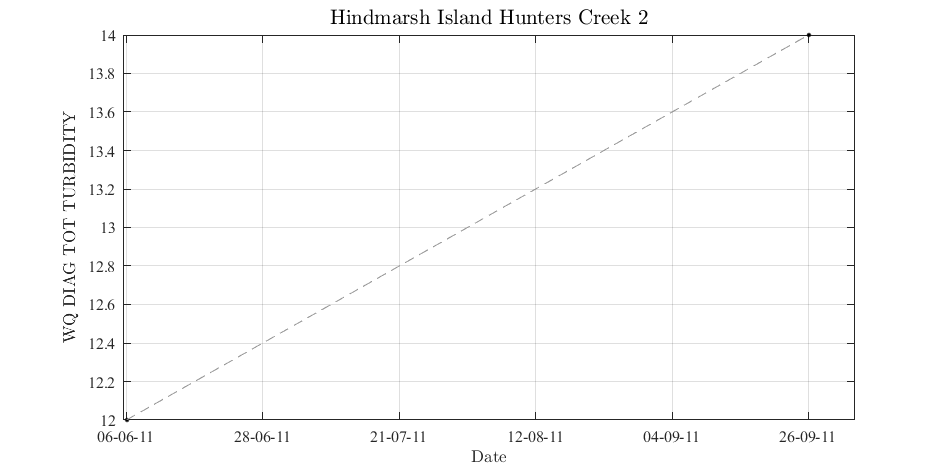 Hindmarsh Island Hunters Creek 2
WQ DIAG TOT TURBIDITY
14
13.8
13.6
13.4
13.2
13
12.8
12.6
12.4
12.2
12
06-06-11 28-06-11 21-07-11 12-08-11 04-09-11 26-09-11
Date